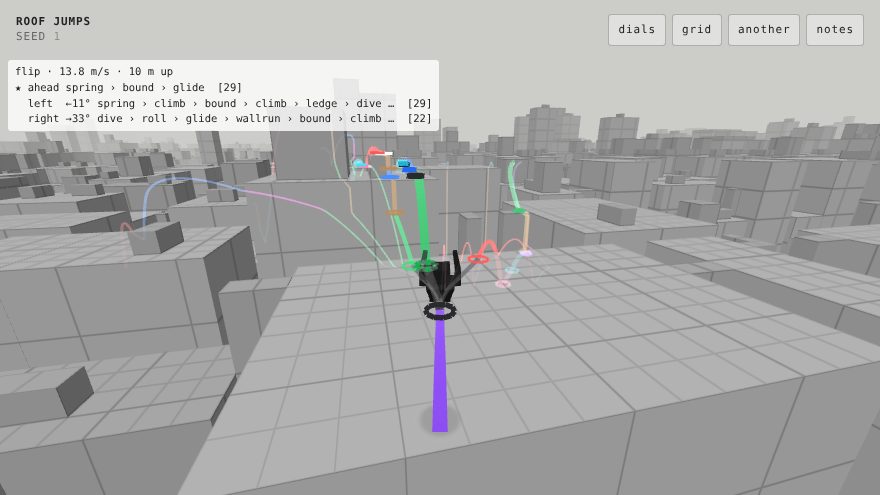 ROOF JUMPS
SEED 1
dials grid another notes
flip · 13.8 m/s · 10 m up
★ ahead spring › bound › glide [29]
left ←11° spring › climb › bound › climb › ledge › dive … [29]
right →33° dive › roll › glide › wallrun › bound › climb … [22]